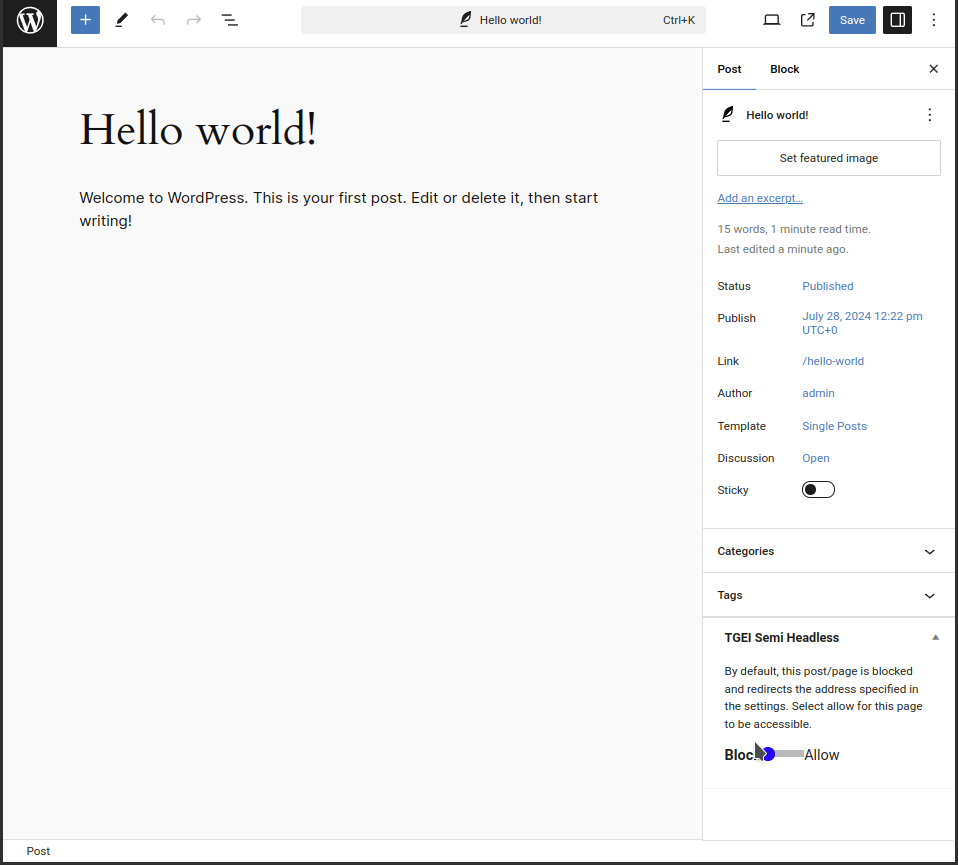 Hello world!
Ctrl+K
Save
Post Block
Hello world!
Hello world!
Set featured image
Welcome to WordPress. This is your first post. Edit or delete it, then start
writing!
Add an excerpt...
15 words, 1 minute read time.
Last edited a minute ago.
Status Published
Publish July 28, 2024 12:22 pm
UTC+0
Link /hello-world
Author admin
Template Single Posts
Discussion Open
Sticky
Categories
Tags
TGEI Semi Headless
By default, this post/page is blocked
and redirects the address specified in
the settings. Select allow for this page
to be accessible.
Allow
Post